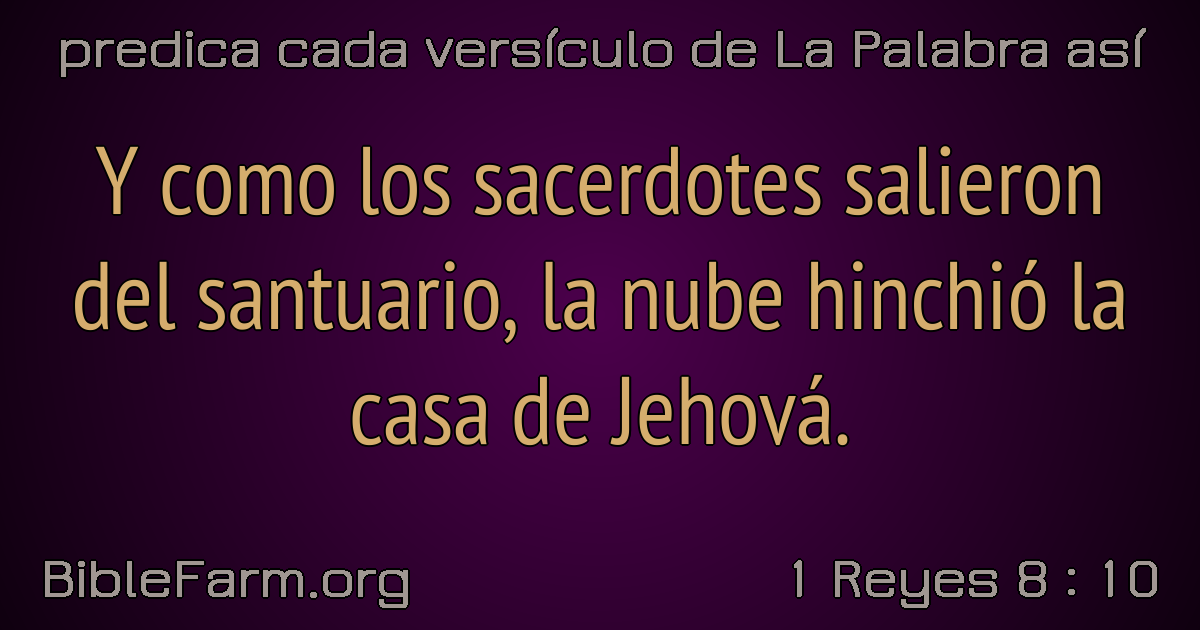 predica cada versículo de La Palabra así
Y como los sacerdotes salieron
del santuario, la nube hinchió la
casa de Jehová.
BibleFarm.org
1 Reyes 8 : 10